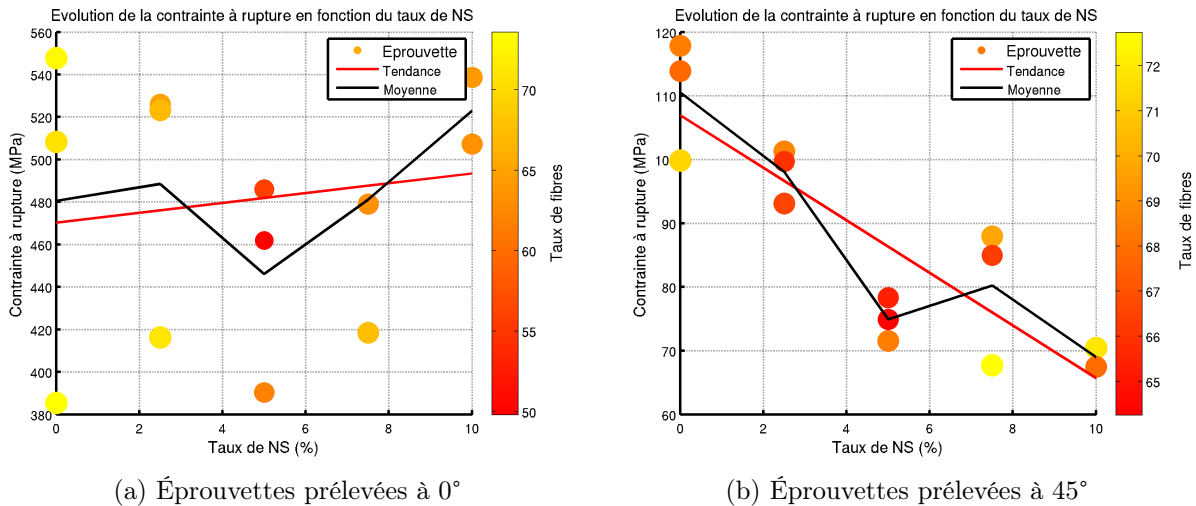 Evolution de la contrainte à rupture en fonction du taux de NS
Contrainte à rupture (MPa)
560
540
520
500
480
460
440
420
400
380
0
2
4
6
8
10
Taux de NS (%)
Eprouvette
Tendance
Moyenne
70
65
60
55
50
Taux de fibres
(a) Éprouvettes prélevées à 0°
Evolution de la contrainte à rupture en fonction du taux de NS
Contrainte à rupture (MPa)
120
110
100
90
80
70
60
0
2
4
6
8
10
Taux de NS (%)
Eprouvette
Tendance
Moyenne
72
71
70
69
68
67
66
65
Taux de fibres
(b) Éprouvettes prélevées à 45°